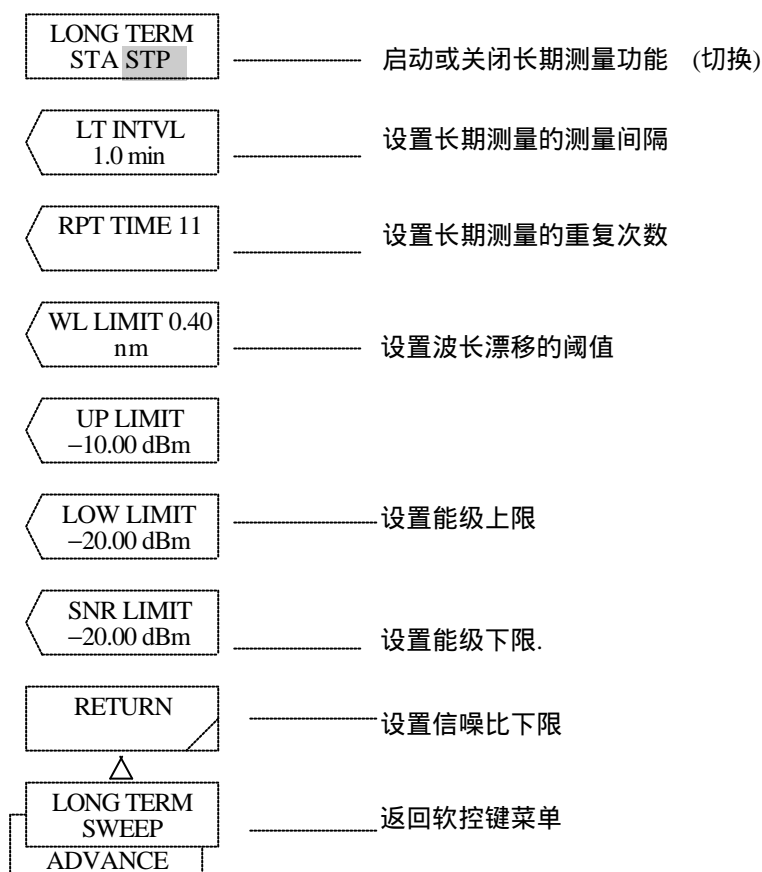 LONG TERM
STA STP
启动或关闭长期测量功能 (切换)
LT INTVL
1.0 min
设置长期测量的测量间隔
RPT TIME 11
设置长期测量的重复次数
WL LIMIT 0.40
nm
设置波长漂移的阈值
UP LIMIT
−10.00 dBm
LOW LIMIT
−20.00 dBm
设置能级上限
SNR LIMIT
−20.00 dBm
设置能级下限.
RETURN
设置信噪比下限
LONG TERM
SWEEP
返回软控键菜单
ADVANCE